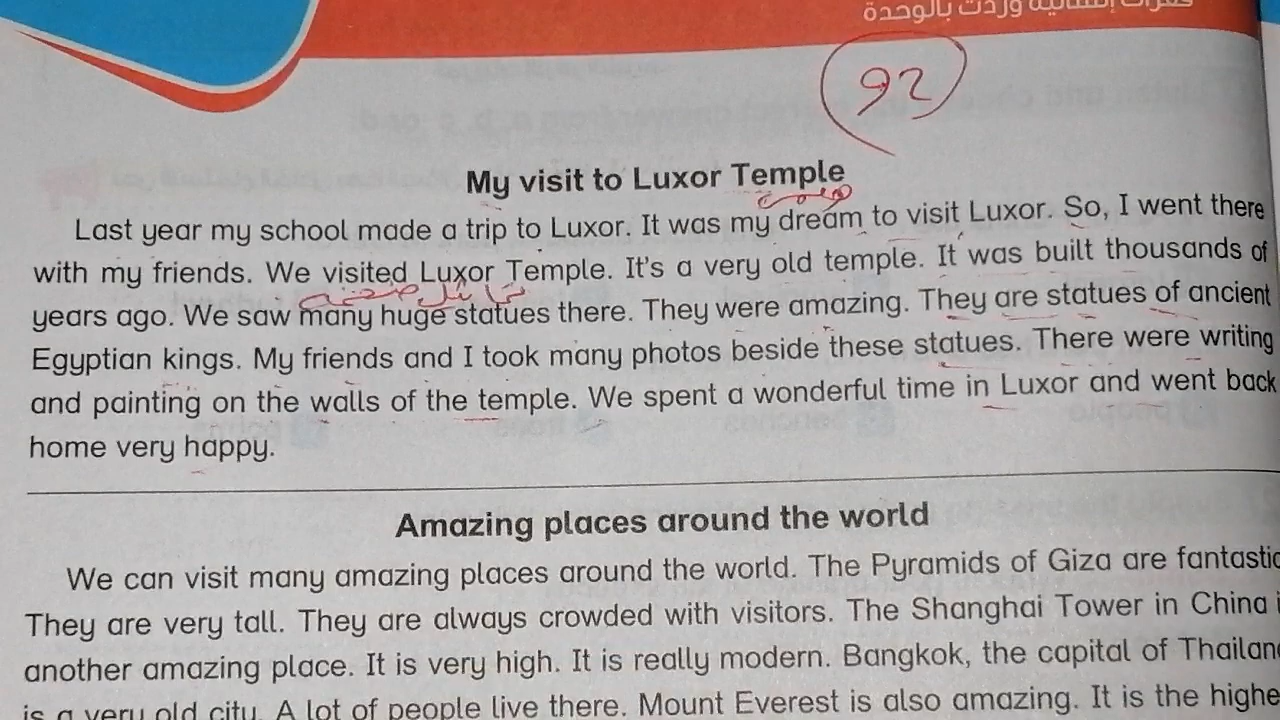 وردت بالوحدة
92
My visit to Luxor Temple
Last year my school made a trip to Luxor. It was my dream to visit Luxor. So, I went there
with my friends. We visited Luxor Temple. It's a very old temple. It was built thousands of
تماثيل ضخمة
years ago. We saw many huge statues there. They were amazing. They are statues of ancient
Egyptian kings. My friends and I took many photos beside these statues. There were writing
and painting on the walls of the temple. We spent a wonderful time in Luxor and went back
home very happy.
Amazing places around the world
We can visit many amazing places around the world. The Pyramids of Giza are fantastic
They are very tall. They are always crowded with visitors. The Shanghai Tower in China
another amazing place. It is very high. It is really modern. Bangkok, the capital of Thailan
is a very old city. A lot of people live there. Mount Everest is also amazing. It is the highe